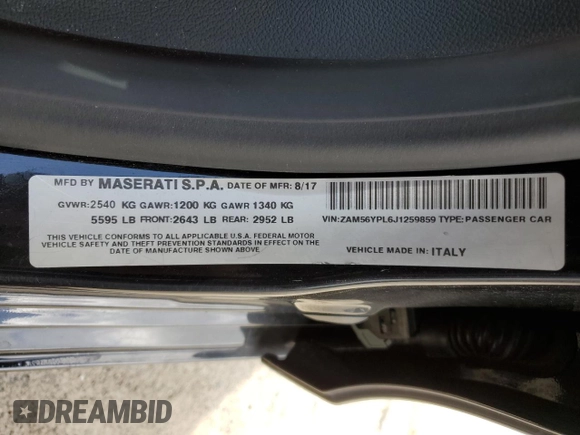 MFD BY MASERATI S.P.A. DATE OF MFR: 8/17
GVWR:2540 KG GAWR:1200 KG GAWR 1340 KG
5595 LB FRONT:2643 LB REAR: 2952 LB
THIS VEHICLE CONFORMS TO ALL APPLICABLE U.S.A. FEDERAL MOTOR
VEHICLE SAFETY AND THEFT PREVENTION STANDARDS IN EFFECT ON THE
DATE OF MANUFACTURE SHOWN ABOVE.
VIN:ZAM56YPL6J1259859 TYPE:PASSENGER CAR
VEHICLE MADE IN: ITALY
DREAMBID